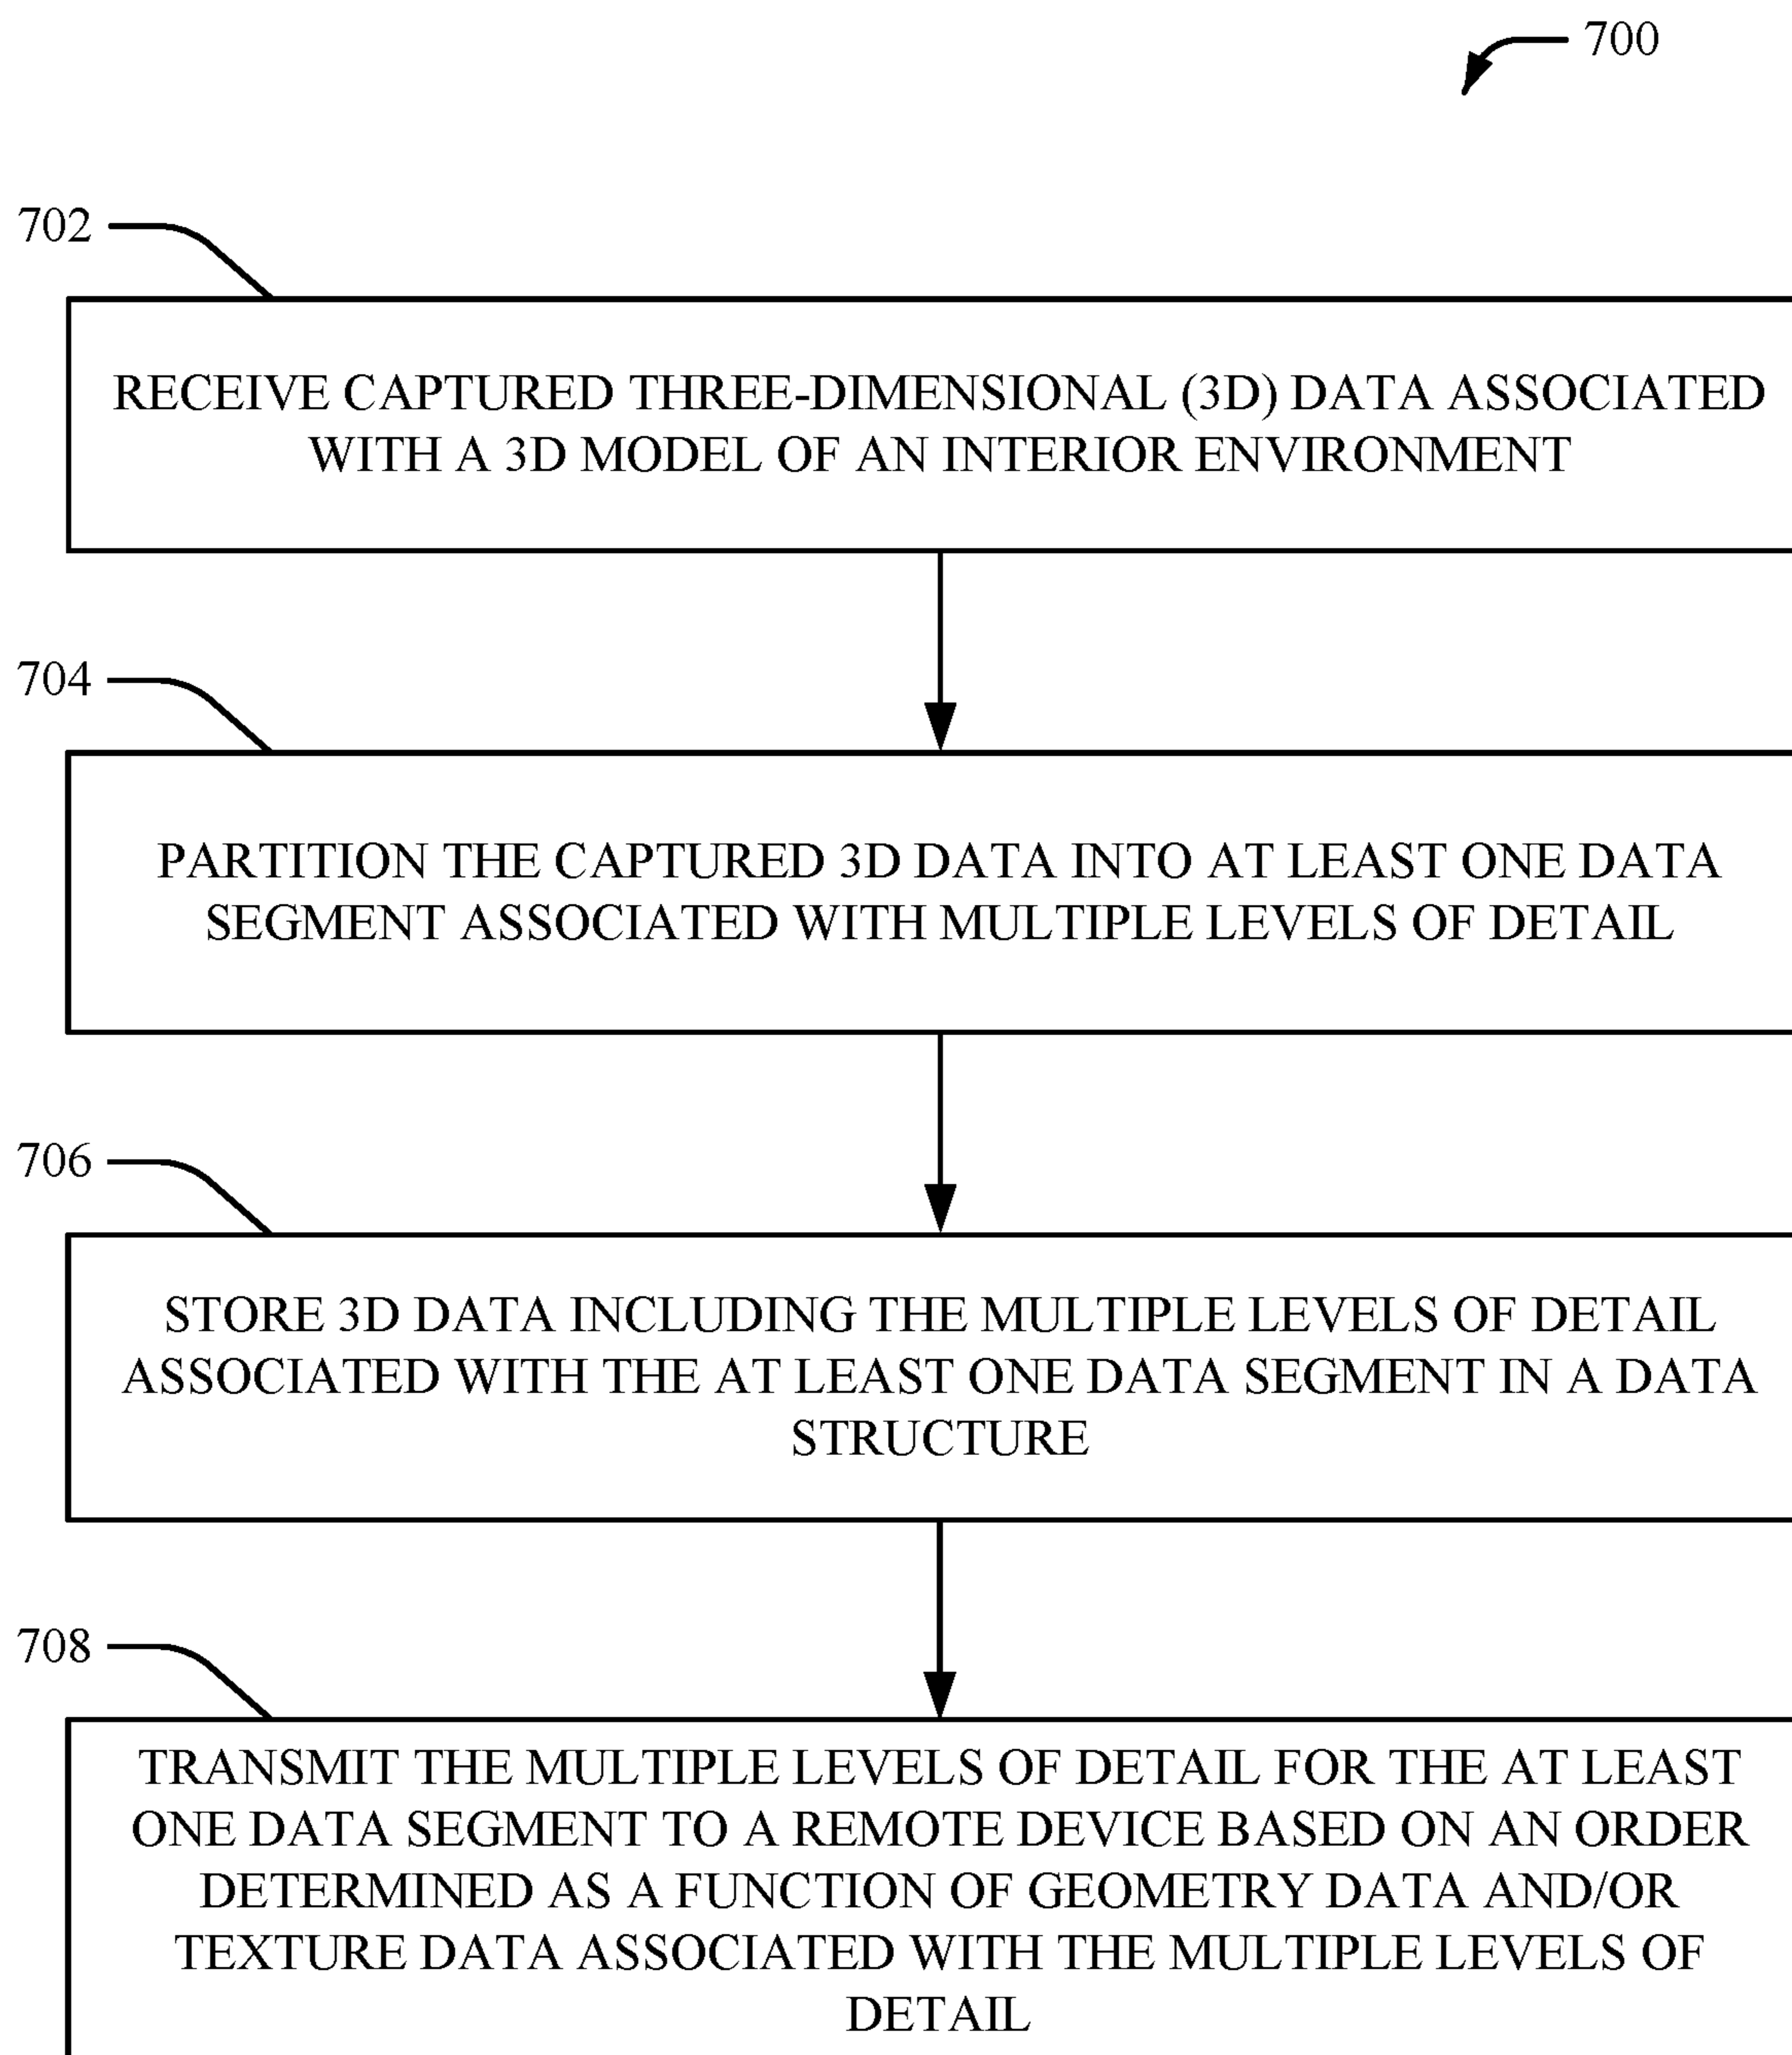 700
702
RECEIVE CAPTURED THREE-DIMENSIONAL (3D) DATA ASSOCIATED
WITH A 3D MODEL OF AN INTERIOR ENVIRONMENT
704
PARTITION THE CAPTURED 3D DATA INTO AT LEAST ONE DATA
SEGMENT ASSOCIATED WITH MULTIPLE LEVELS OF DETAIL
706
STORE 3D DATA INCLUDING THE MULTIPLE LEVELS OF DETAIL
ASSOCIATED WITH THE AT LEAST ONE DATA SEGMENT IN A DATA
STRUCTURE
708
TRANSMIT THE MULTIPLE LEVELS OF DETAIL FOR THE AT LEAST
ONE DATA SEGMENT TO A REMOTE DEVICE BASED ON AN ORDER
DETERMINED AS A FUNCTION OF GEOMETRY DATA AND/OR
TEXTURE DATA ASSOCIATED WITH THE MULTIPLE LEVELS OF
DETAIL